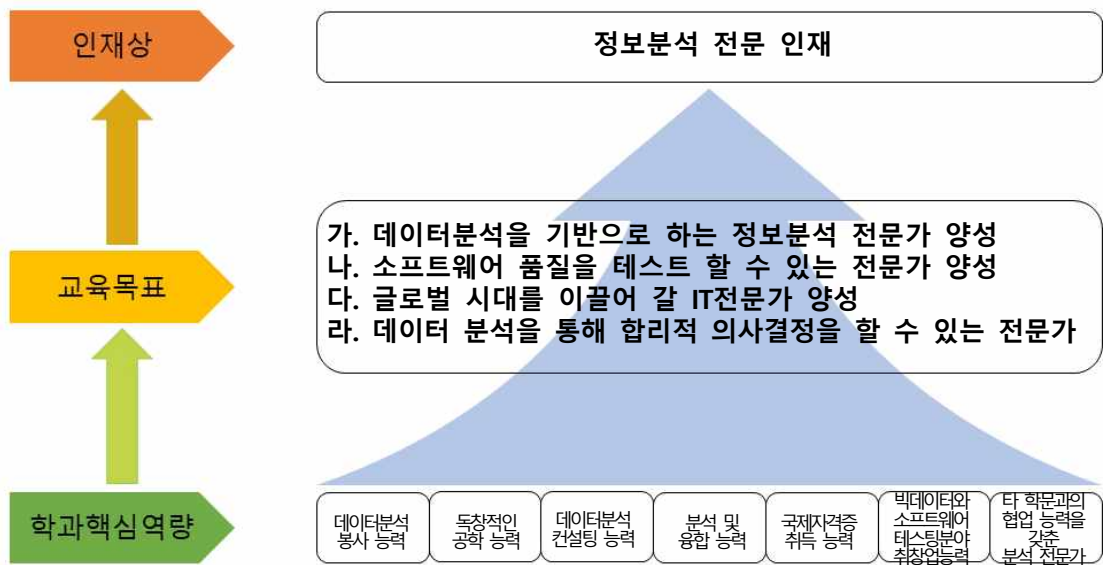 인재상
정보분석 전문 인재
교육목표
가. 데이터분석을 기반으로 하는 정보분석 전문가 양성
나. 소프트웨어 품질을 테스트 할 수 있는 전문가 양성
다. 글로벌 시대를 이끌어 갈 IT전문가 양성
라. 데이터 분석을 통해 합리적 의사결정을 할 수 있는 전문가
학과핵심역량
데이터분석
봉사 능력
독창적인
공학 능력
데이터분석
컨설팅 능력
분석 및
융합 능력
국제자격증
취득 능력
빅데이터와
소프트웨어
테스팅분야
취창업능력
타 학문과의
협업 능력을
갖춘
분석 전문가